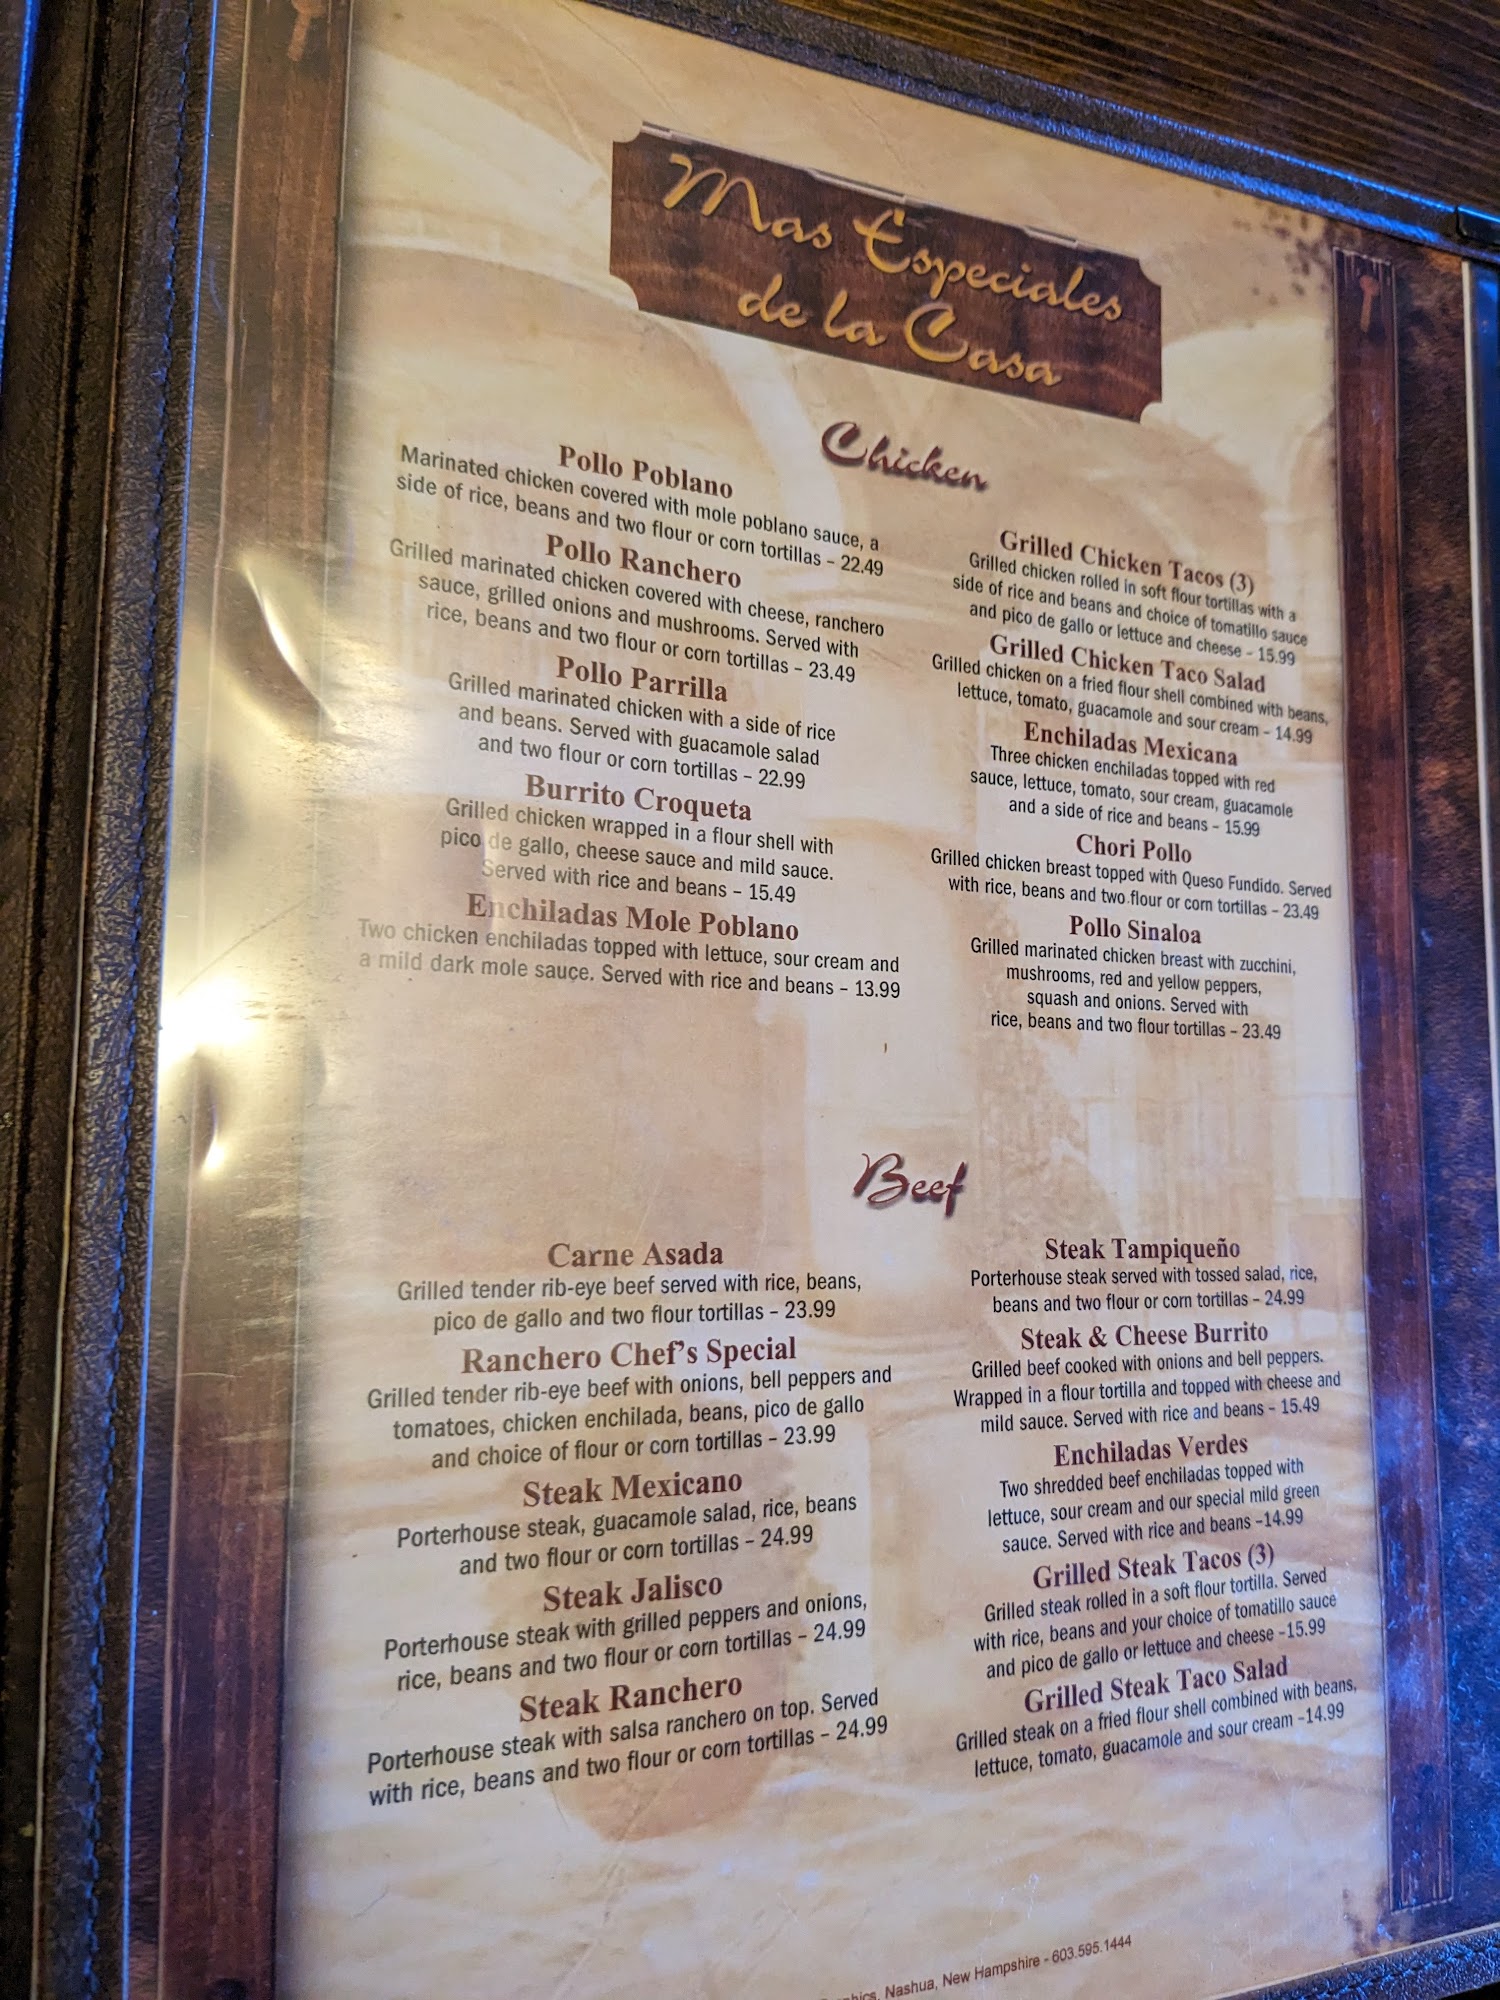 Mas Especiales
de la Casa
Chicken
Pollo Poblano
Marinated chicken covered with mole poblano sauce, a
side of rice, beans and two flour or corn tortillas – 22.49
Pollo Ranchero
Grilled marinated chicken covered with cheese, ranchero
sauce, grilled onions and mushrooms. Served with
rice, beans and two flour or corn tortillas – 23.49
Pollo Parrilla
Grilled marinated chicken with a side of rice
and beans. Served with guacamole salad
and two flour or corn tortillas – 22.99
Burrito Croqueta
Grilled chicken wrapped in a flour shell with
pico de gallo, cheese sauce and mild sauce.
Served with rice and beans – 15.49
Enchiladas Mole Poblano
Two chicken enchiladas topped with lettuce, sour cream and
a mild dark mole sauce. Served with rice and beans – 13.99
Grilled Chicken Tacos (3)
Grilled chicken rolled in soft flour tortillas with a
side of rice and beans and choice of tomatillo sauce
and pico de gallo or lettuce and cheese – 15.99
Grilled Chicken Taco Salad
Grilled chicken on a fried flour shell combined with beans,
lettuce, tomato, guacamole and sour cream – 14.99
Enchiladas Mexicana
Three chicken enchiladas topped with red
sauce, lettuce, tomato, sour cream, guacamole
and a side of rice and beans – 15.99
Chori Pollo
Grilled chicken breast topped with Queso Fundido. Served
with rice, beans and two flour or corn tortillas – 23.49
Pollo Sinaloa
Grilled marinated chicken breast with zucchini,
mushrooms, red and yellow peppers,
squash and onions. Served with
rice, beans and two flour tortillas – 23.49
Beef
Carne Asada
Grilled tender rib-eye beef served with rice, beans,
pico de gallo and two flour tortillas – 23.99
Ranchero Chef's Special
Grilled tender rib-eye beef with onions, bell peppers and
tomatoes, chicken enchilada, beans, pico de gallo
and choice of flour or corn tortillas – 23.99
Steak Mexicano
Porterhouse steak, guacamole salad, rice, beans
and two flour or corn tortillas – 24.99
Steak Jalisco
Porterhouse steak with grilled peppers and onions,
rice, beans and two flour or corn tortillas – 24.99
Steak Ranchero
Porterhouse steak with salsa ranchero on top. Served
with rice, beans and two flour or corn tortillas – 24.99
Steak Tampiqueño
Porterhouse steak served with tossed salad, rice,
beans and two flour or corn tortillas – 24.99
Steak & Cheese Burrito
Grilled beef cooked with onions and bell peppers.
Wrapped in a flour tortilla and topped with cheese and
mild sauce. Served with rice and beans – 15.49
Enchiladas Verdes
Two shredded beef enchiladas topped with
lettuce, sour cream and our special mild green
sauce. Served with rice and beans –14.99
Grilled Steak Tacos (3)
Grilled steak rolled in a soft flour tortilla. Served
with rice, beans and your choice of tomatillo sauce
and pico de gallo or lettuce and cheese –15.99
Grilled Steak Taco Salad
Grilled steak on a fried flour shell combined with beans,
lettuce, tomato, guacamole and sour cream –14.99
Nashua, New Hampshire - 603.595.1444